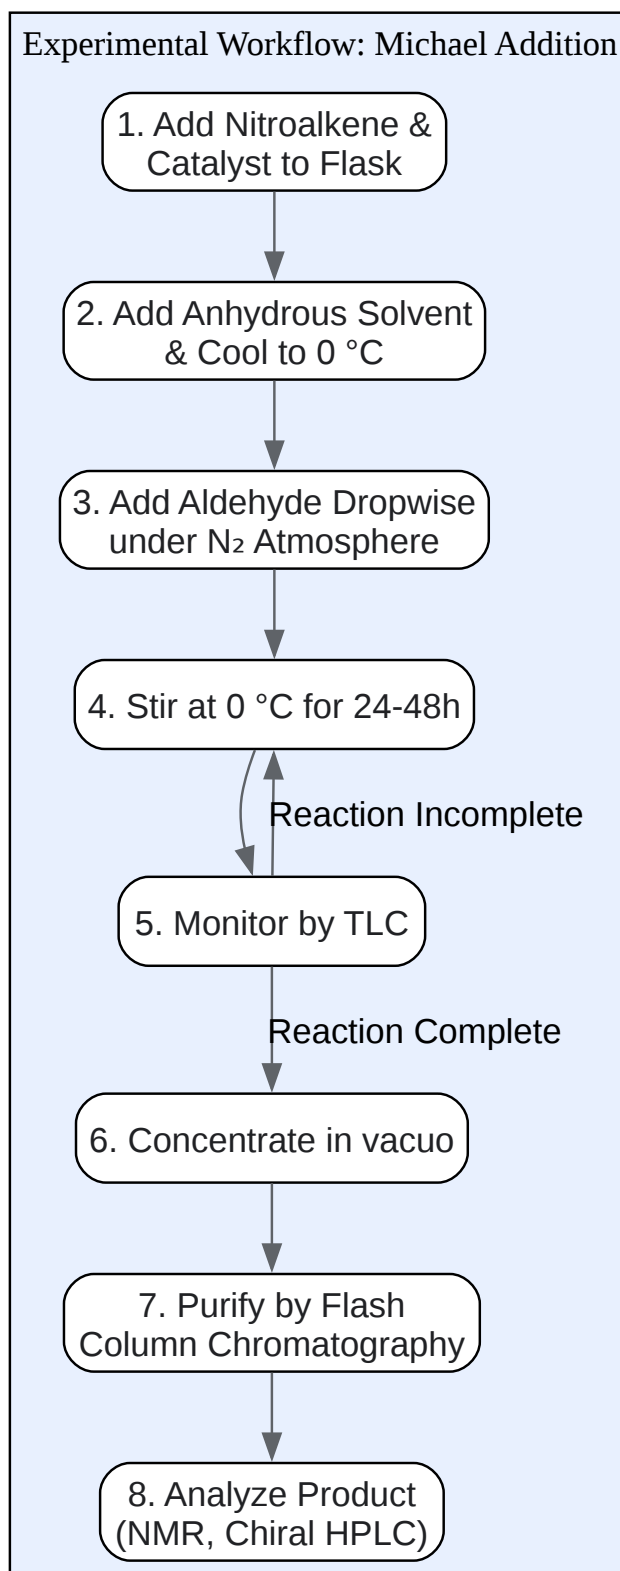 Experimental Workflow: Michael Addition
1. Add Nitroalkene &
Catalyst to Flask
2. Add Anhydrous Solvent
& Cool to 0 °C
3. Add Aldehyde Dropwise
under N₂ Atmosphere
4. Stir at 0 °C for 24-48h
Reaction Incomplete
5. Monitor by TLC
Reaction Complete
6. Concentrate in vacuo
7. Purify by Flash
Column Chromatography
8. Analyze Product
(NMR, Chiral HPLC)